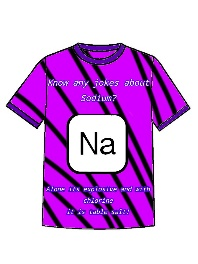 Know any jokes about
Sodium?
Na
Alone its explosive and with
chlorine
it is table salt!